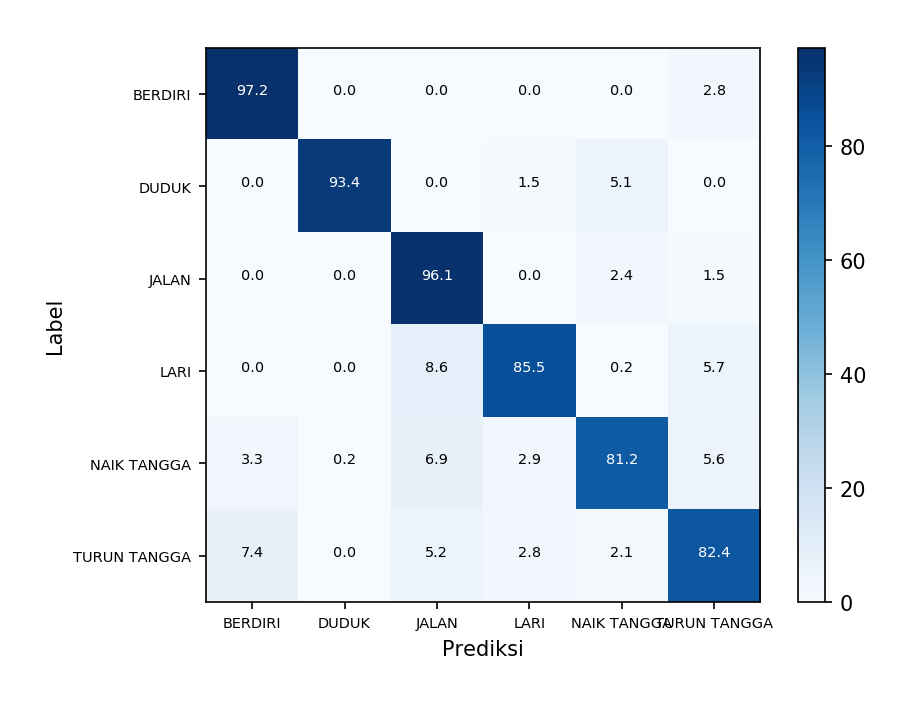 BERDIRI 97.2 0.0 0.0 0.0 0.0 2.8
DUDUK 0.0 93.4 0.0 1.5 5.1 0.0
JALAN 0.0 0.0 96.1 0.0 2.4 1.5
LARI 0.0 0.0 8.6 85.5 0.2 5.7
NAIK TANGGA 3.3 0.2 6.9 2.9 81.2 5.6
TURUN TANGGA 7.4 0.0 5.2 2.8 2.1 82.4
BERDIRI DUDUK JALAN LARI NAIK TANGGA TURUN TANGGA
Prediksi
Label
80
60
40
20
0